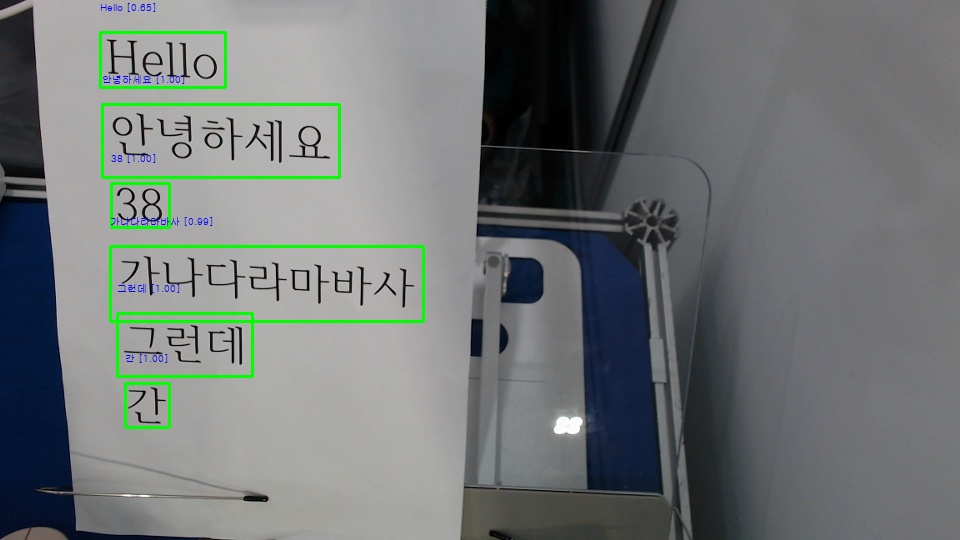 Hello [0.65]
Hello
안녕하세요 [1.00]
안녕하세요
38 [1.00]
38
가나다라마바사 [0.99]
가나다라마바사
그런데 [1.00]
그런데
간 [1.00]
간